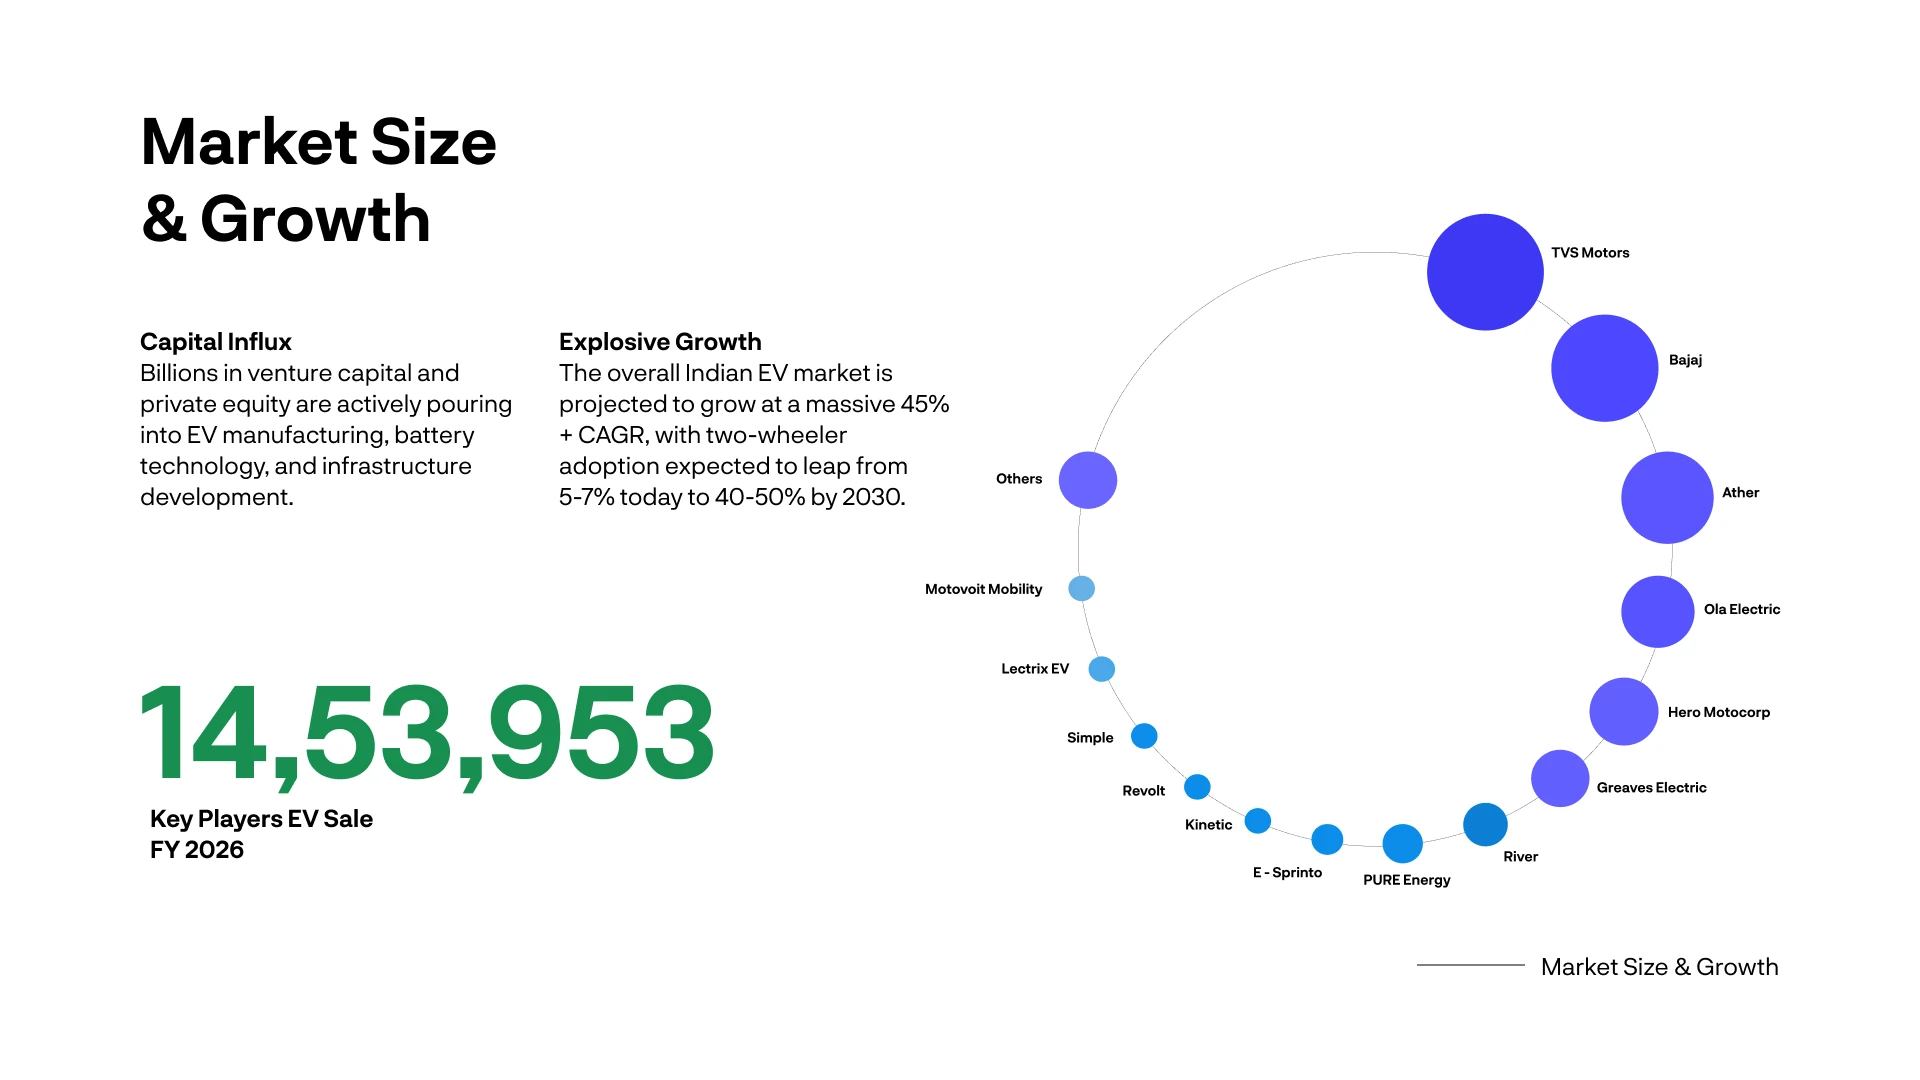 Market Size
& Growth
Capital Influx
Billions in venture capital and
private equity are actively pouring
into EV manufacturing, battery
technology, and infrastructure
development.
Explosive Growth
The overall Indian EV market is
projected to grow at a massive 45%
+ CAGR, with two-wheeler
adoption expected to leap from
5-7% today to 40-50% by 2030.
14,53,953
Key Players EV Sale
FY 2026
TVS Motors
Bajaj
Ather
Ola Electric
Hero Motocorp
Greaves Electric
River
PURE Energy
E - Sprinto
Kinetic
Revolt
Simple
Lectrix EV
Motovoit Mobility
Others
Market Size & Growth